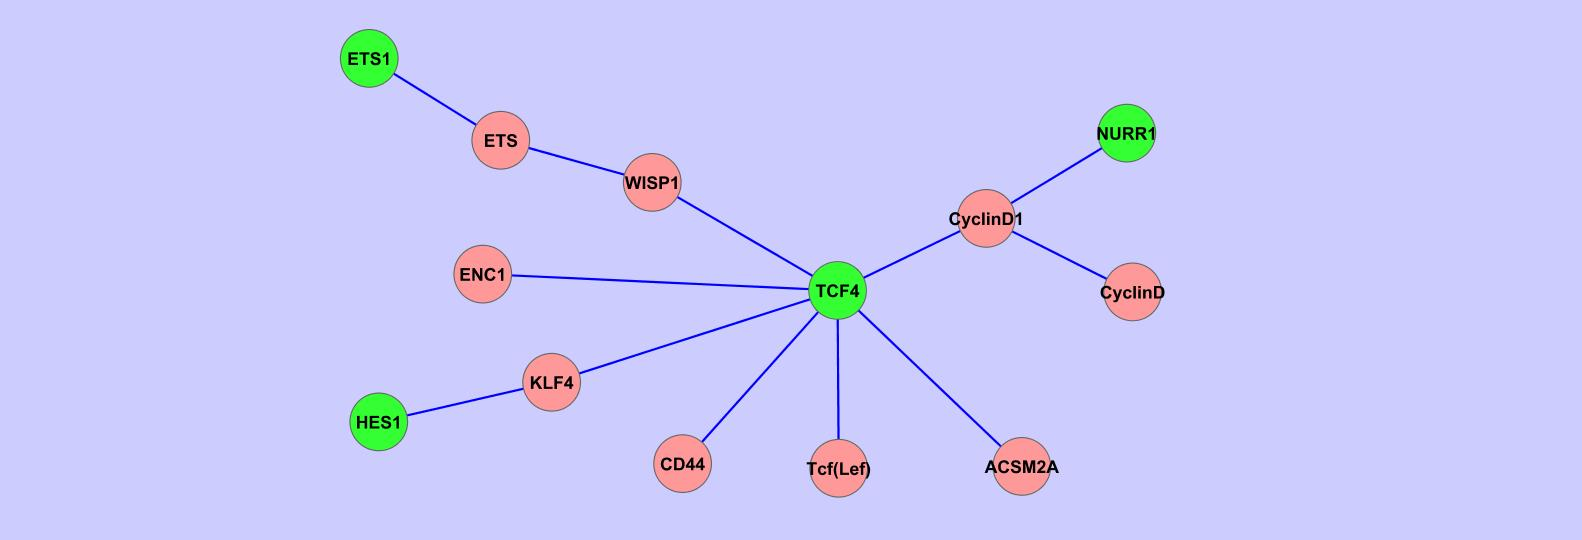 ETS1
NURR1
ETS
WISP1
CyclinD1
ENC1
TCF4
CyclinD
KLF4
HES1
CD44
Tcf(Lef)
ACSM2A